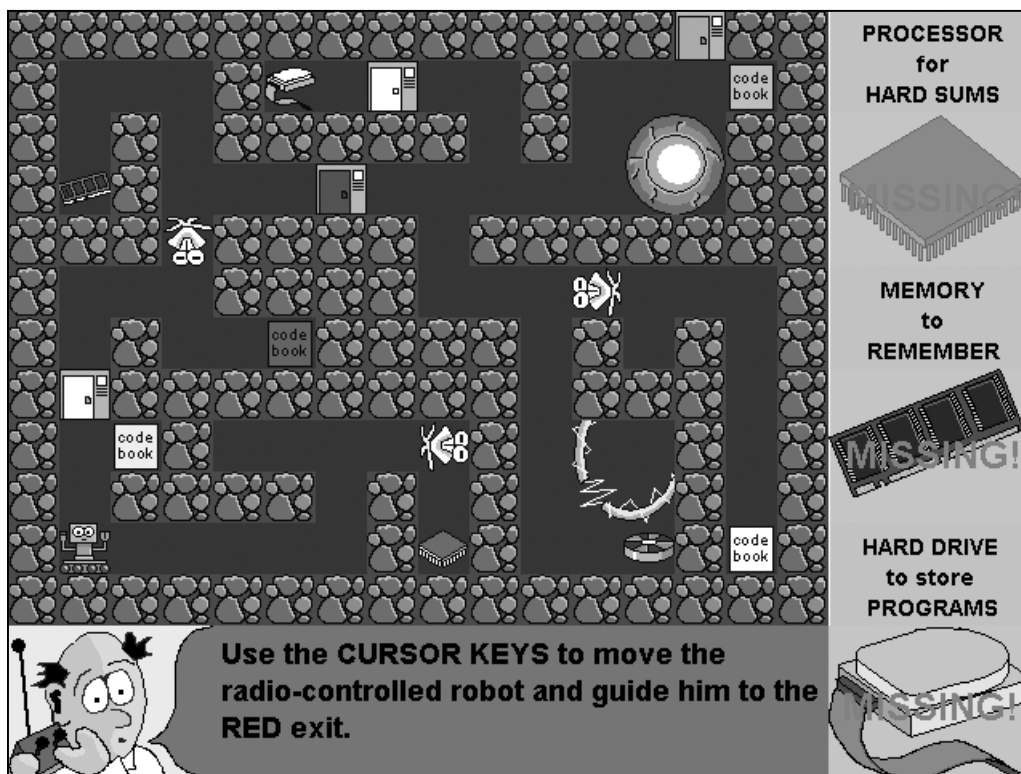 PROCESSOR
for
HARD SUMS
MISSING!
MEMORY
to
REMEMBER
MISSING!
HARD DRIVE
to store
PROGRAMS
MISSING!
code
book
code
book
code
book
code
book
Use the CURSOR KEYS to move the
radio-controlled robot and guide him to the
RED exit.